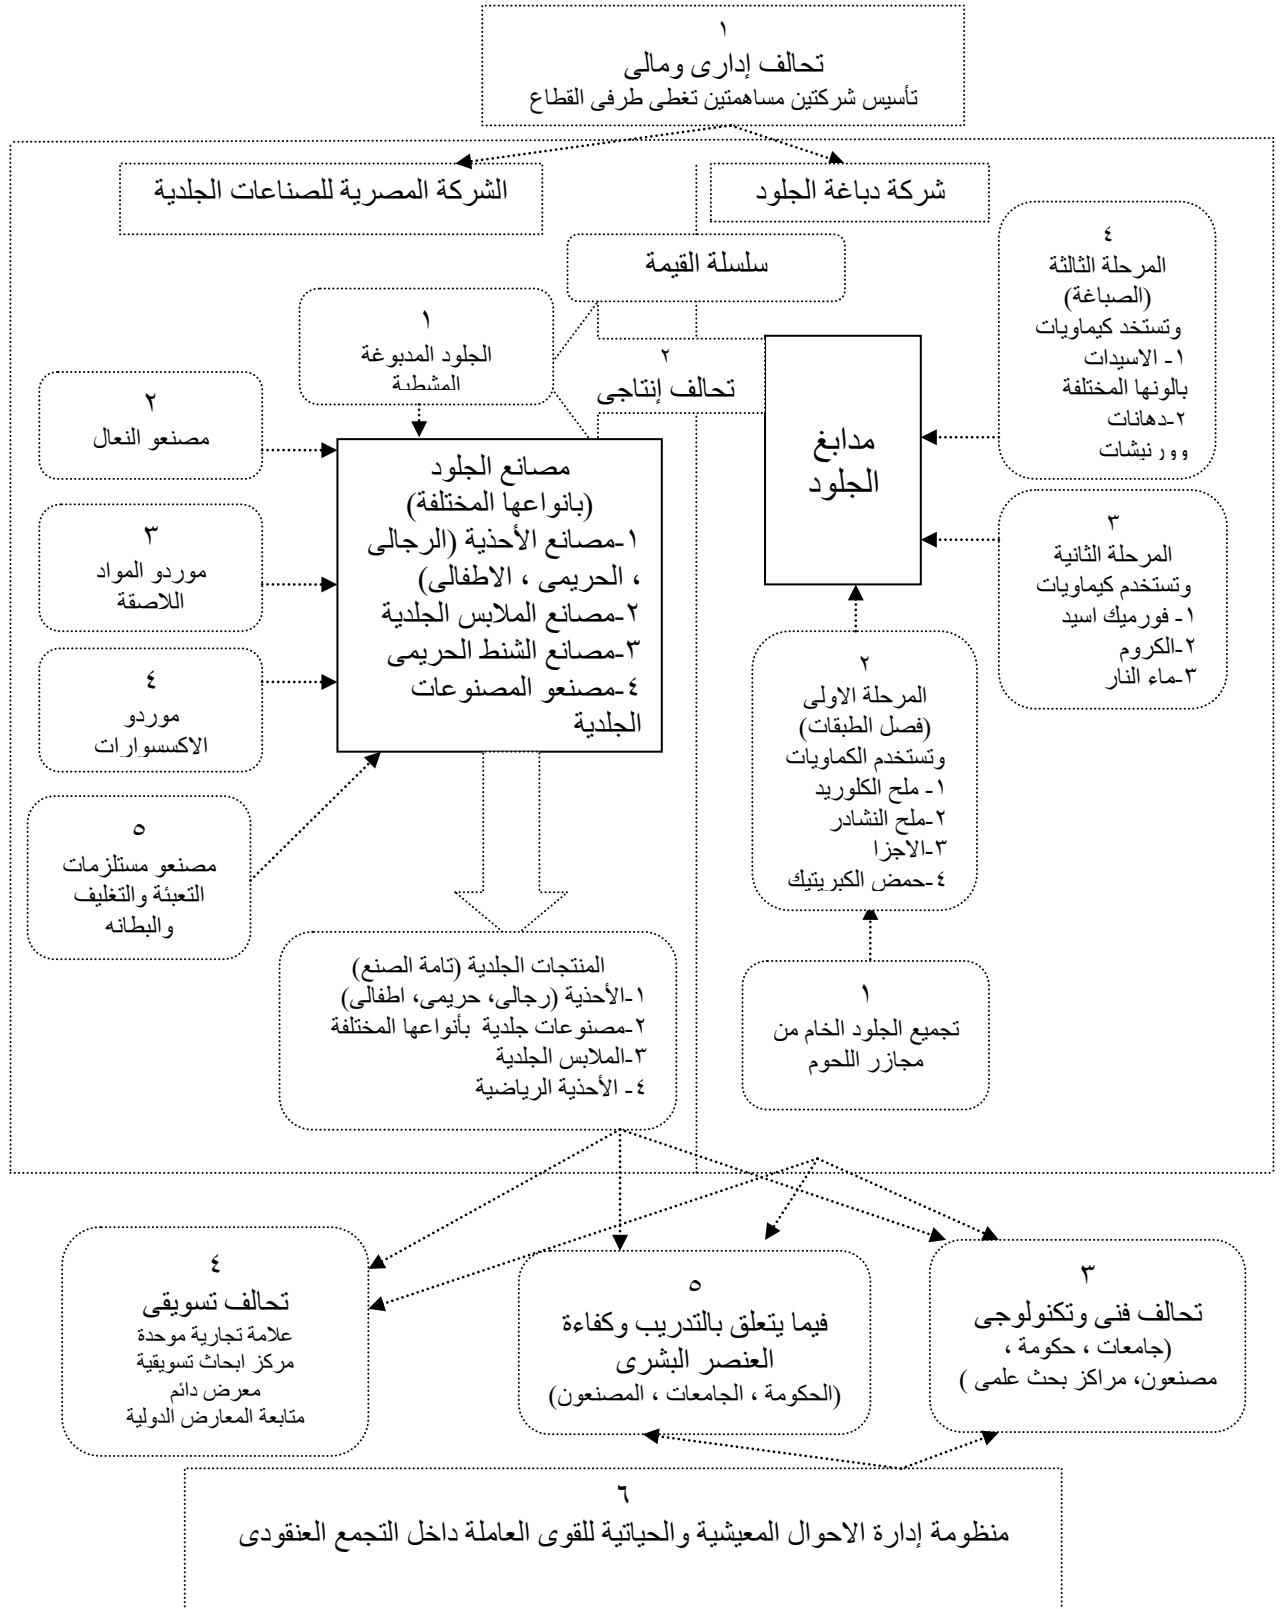 ١
تحالف إدارى ومالى
تأسيس شركتين مساهمتين تغطى طرفى القطاع
شركة دباغة الجلود
الشركة المصرية للصناعات الجلدية
سلسلة القيمة
٢
تحالف إنتاجى
٤
المرحلة الثالثة
(الصباغة)
وتستخد كيماويات
١- الاسيدات
بالونها المختلفة
٢-دهانات
وورنيشات
مدابغ
الجلود
٣
المرحلة الثانية
وتستخدم كيماويات
١- فورميك اسيد
٢-الكروم
٣-ماء النار
٢
المرحلة الاولى
(فصل الطبقات)
وتستخدم الكماويات
١- ملح الكلوريد
٢-ملح النشادر
٣-الاجزا
٤-حمض الكبريتيك
١
تجميع الجلود الخام من
مجازر اللحوم
١
الجلود المدبوغة
المشطبة
٢
مصنعو النعال
٣
موردو المواد
اللاصقة
٤
موردو
الاكسسوارات
٥
مصنعو مستلزمات
التعبئة والتغليف
والبطانه
مصانع الجلود
(بانواعها المختلفة)
١-مصانع الأحذية (الرجالى
، الحريمى ، الاطفالى)
٢-مصانع الملابس الجلدية
٣-مصانع الشنط الحريمى
٤-مصنعو المصنوعات
الجلدية
المنتجات الجلدية (تامة الصنع)
١-الأحذية (رجالى، حريمى، اطفالى)
٢-مصنوعات جلدية بأنواعها المختلفة
٣-الملابس الجلدية
٤- الأحذية الرياضية
٣
تحالف فنى وتكنولوجى
(جامعات ، حكومة ،
مصنعون، مراكز بحث علمى )
٥
فيما يتعلق بالتدريب وكفاءة
العنصر البشرى
(الحكومة ، الجامعات ، المصنعون)
٤
تحالف تسويقى
علامة تجارية موحدة
مركز ابحاث تسويقية
معرض دائم
متابعة المعارض الدولية
٦
منظومة إدارة الاحوال المعيشية والحياتية للقوى العاملة داخل التجمع العنقودى